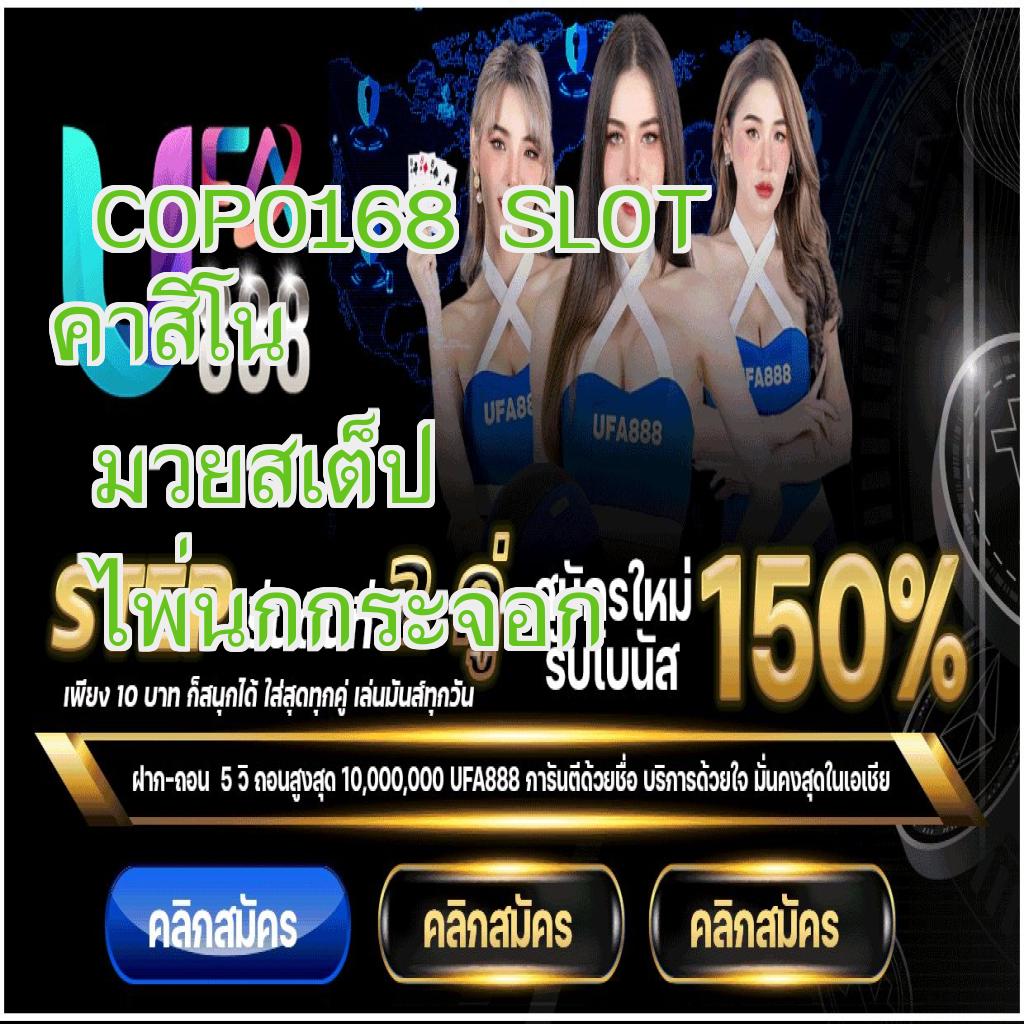 UFA
COPO168 SLOT
คาสิโน
888
UFA888
UFA888
UFA888
มวยสเต็ป
STEP
ไพ่นกกระจอก
สมัครใหม่
รับโบนัส
150%
เพียง 10 บาท ก็สนุกได้ ใส่สุดทุกคู่ เล่นมันส์ทุกวัน
ฝาก-ถอน 5 วิ ถอนสูงสุด 10,000,000 UFA888 การันตีด้วยชื่อ บริการด้วยใจ มั่นคงสุดในเอเชีย
คลิกสมัคร
คลิกสมัคร
คลิกสมัคร